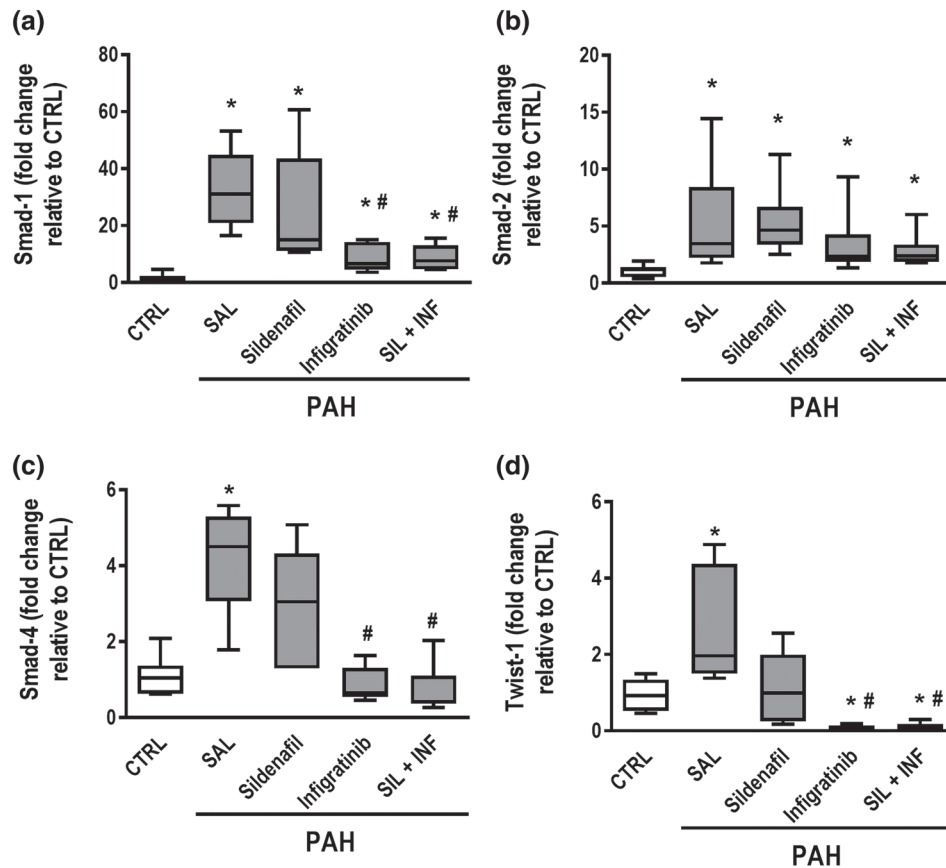 (a)
Smad-1 (fold change
relative to CTRL)
80
60
40
20
0
*
*
* #
* #
CTRL
SAL
Sildenafil
Infigratinib
SIL + INF
PAH
(b)
Smad-2 (fold change
relative to CTRL)
20
15
10
5
0
*
*
*
*
CTRL
SAL
Sildenafil
Infigratinib
SIL + INF
PAH
(c)
Smad-4 (fold change
relative to CTRL)
6
4
2
0
*
#
#
CTRL
SAL
Sildenafil
Infigratinib
SIL + INF
PAH
(d)
Twist-1 (fold change
relative to CTRL)
6
4
2
0
*
* #
* #
CTRL
SAL
Sildenafil
Infigratinib
SIL + INF
PAH